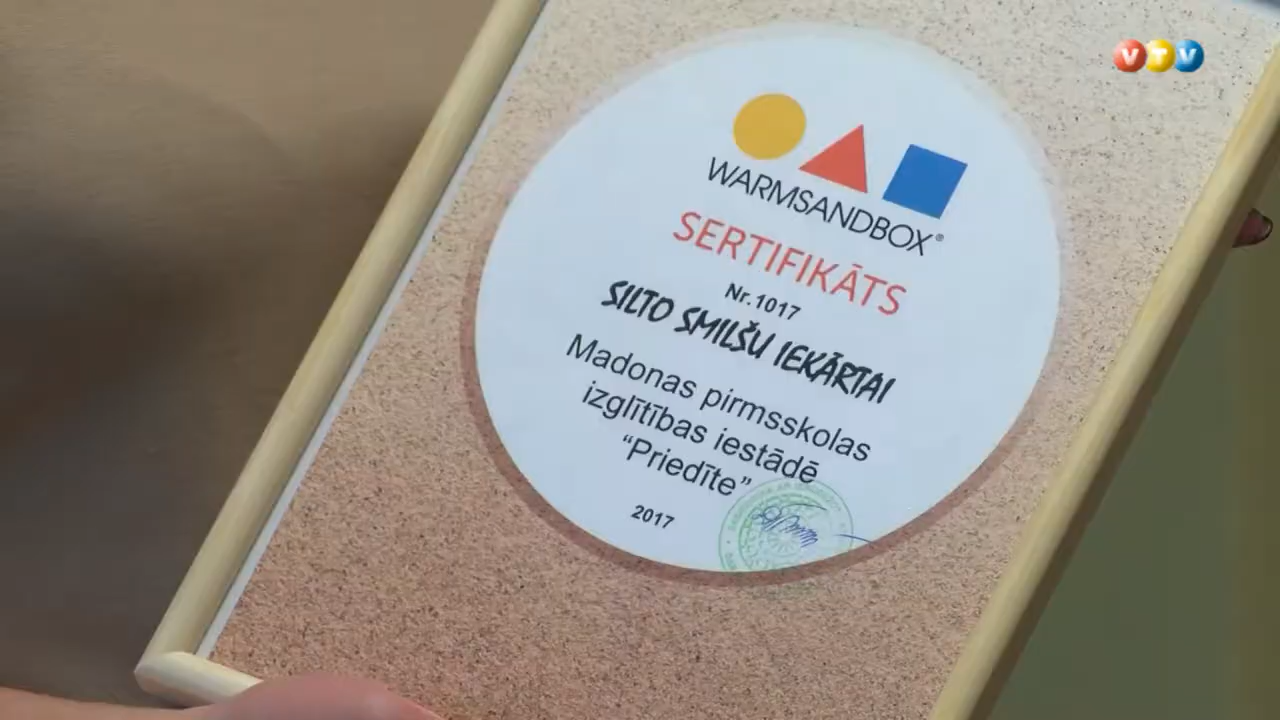 VTV
WARMSANDBOX®
SERTIFIKĀTS
Nr.1017
SILTO SMILŠU IEKĀRTAI
Madonas pirmsskolas
izglītības iestādē
“Priedīte”
2017